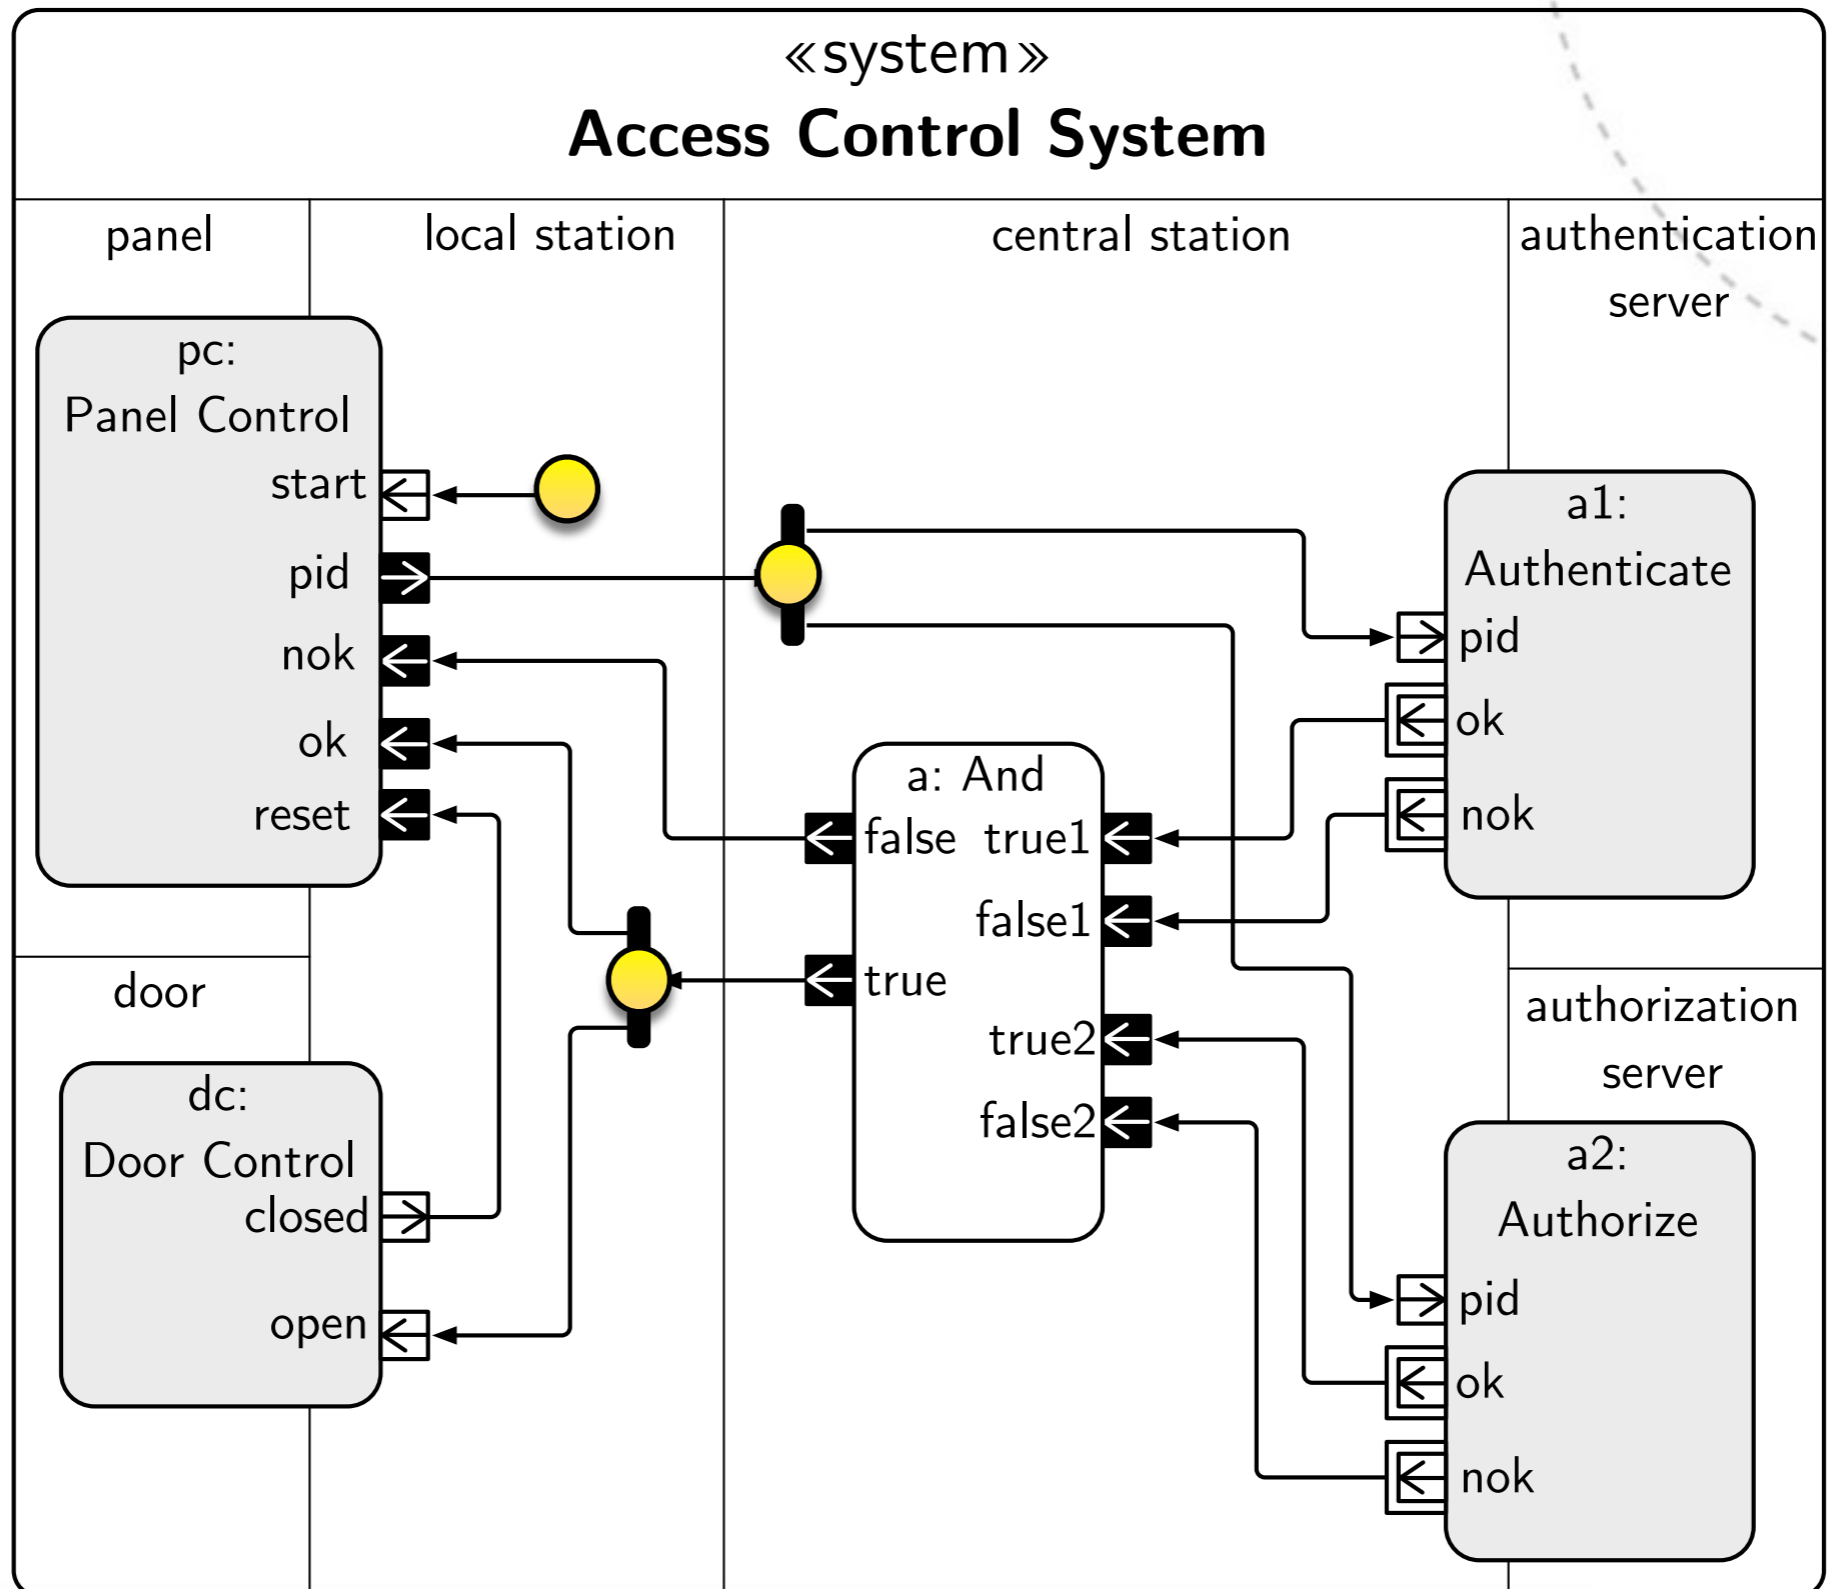 «system»
Access Control System
panel
local station
central station
authentication
server
pc:
Panel Control
start
pid
nok
ok
reset
a1:
Authenticate
pid
ok
nok
a: And
false true1
false1
true
true2
false2
door
dc:
Door Control
closed
open
authorization
server
a2:
Authorize
pid
ok
nok